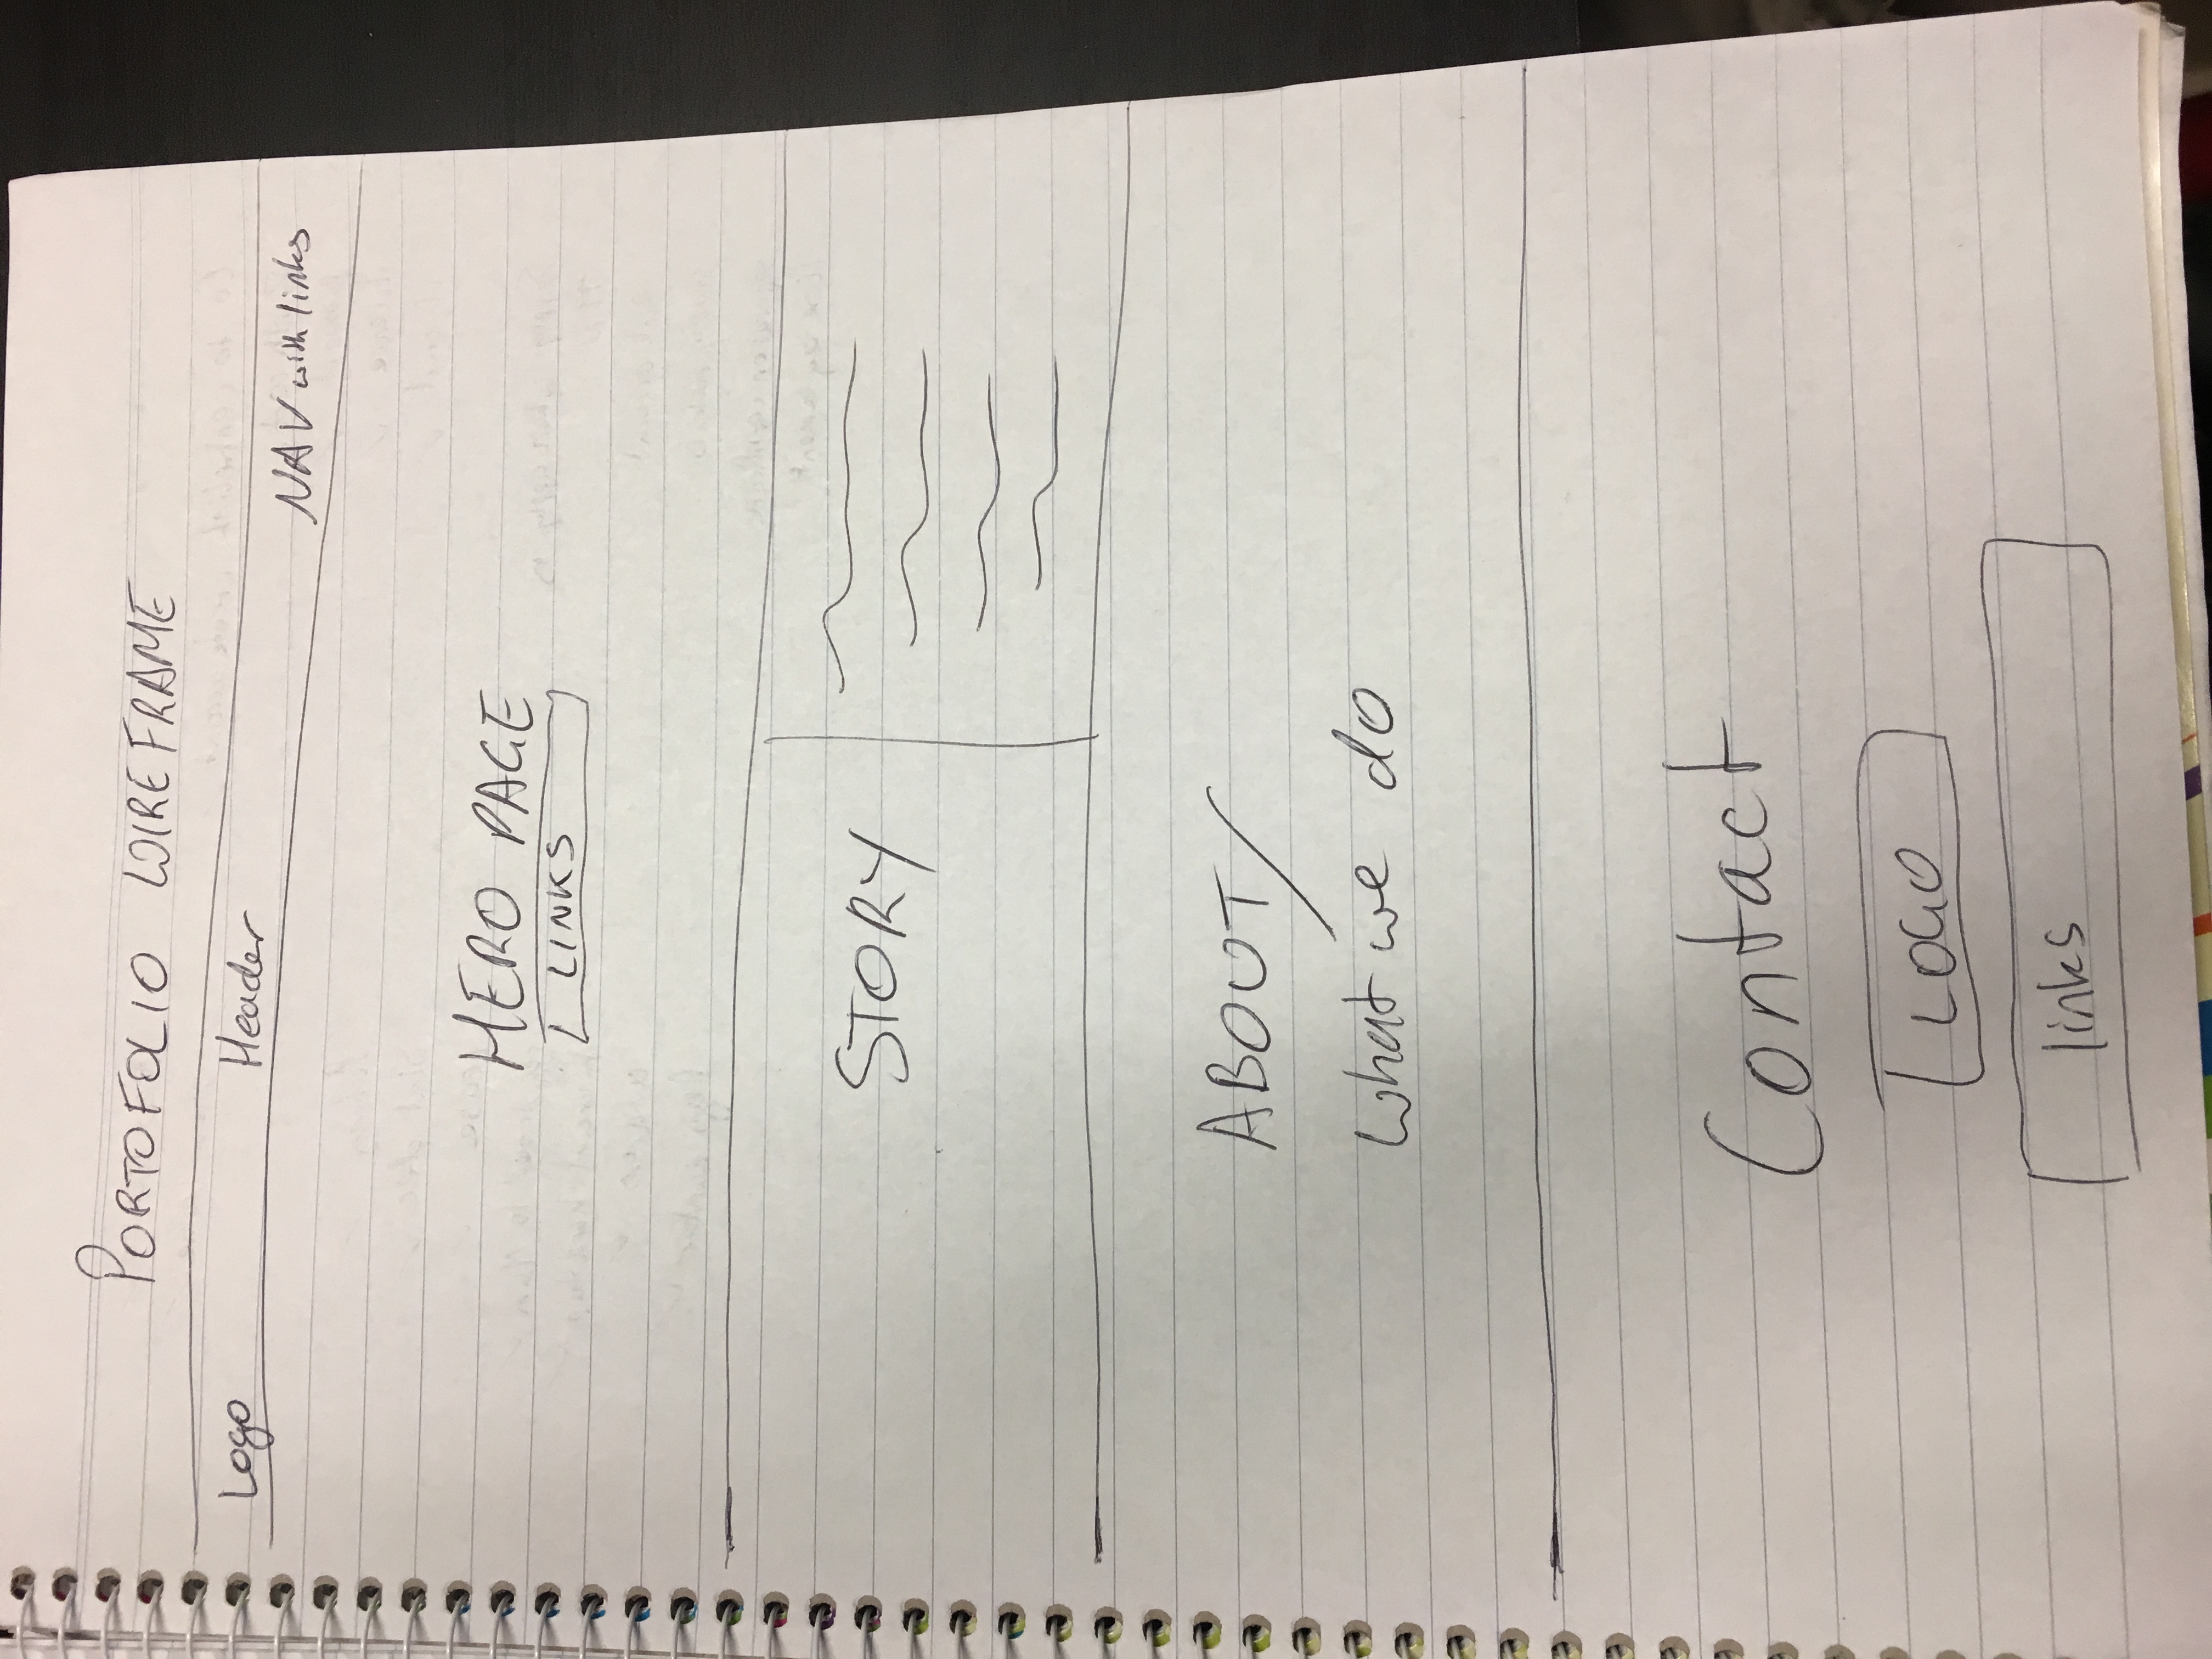 PORTOFOLIO WIREFRAME
Logo Header NAV with links
HERO PAGE
LINKS
STORY
ABOUT/
What we do
Contact
LOGO
links